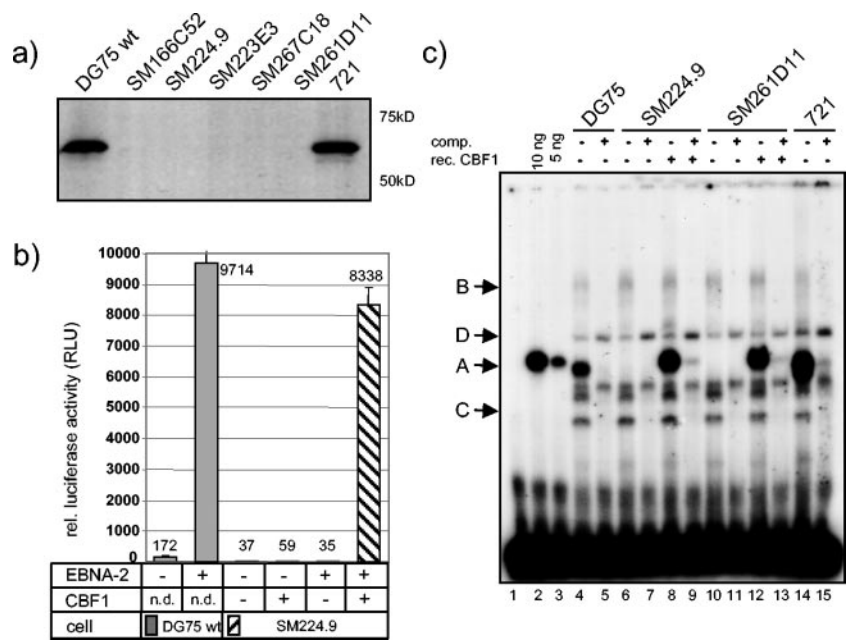 a)
DG75 wt
SM166C52
SM224.9
SM223E3
SM267C18
SM261D11
721
75kD
50kD
b)
rel. luciferase activity (RLU)
10000
9000
8000
7000
6000
5000
4000
3000
2000
1000
0
172
9714
37
59
35
8338
EBNA-2 - + - - + +
CBF1 n.d. n.d. - + - +
cell DG75 wt SM224.9
c)
DG75 SM224.9 SM261D11 721
comp. - + - + - + - + - + - +
rec. CBF1 10 ng 5 ng - - - - + + - - + + - -
B
D
A
C
1 2 3 4 5 6 7 8 9 10 11 12 13 14 15